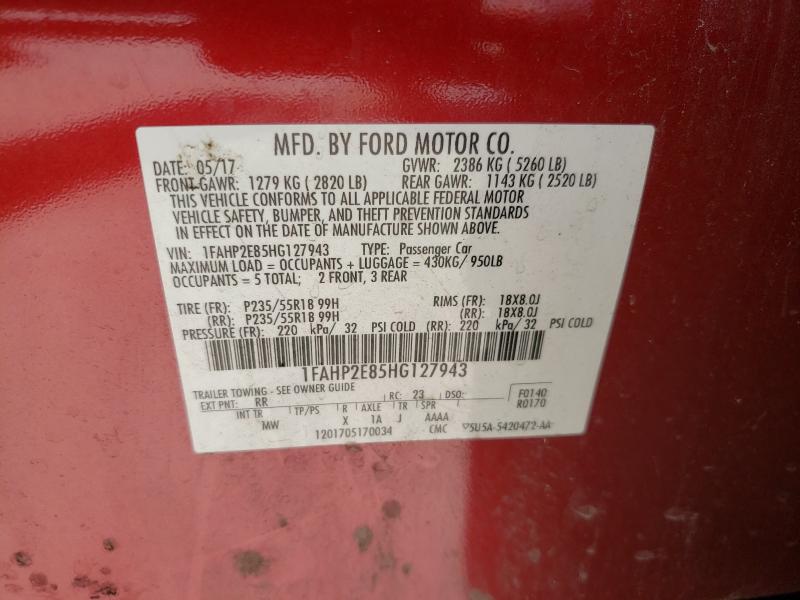 MFD. BY FORD MOTOR CO.
DATE: 05/17 GVWR: 2386 KG ( 5260 LB)
FRONT GAWR: 1279 KG ( 2820 LB) REAR GAWR: 1143 KG ( 2520 LB)
THIS VEHICLE CONFORMS TO ALL APPLICABLE FEDERAL MOTOR
VEHICLE SAFETY, BUMPER, AND THEFT PREVENTION STANDARDS
IN EFFECT ON THE DATE OF MANUFACTURE SHOWN ABOVE.
VIN: 1FAHP2E85HG127943 TYPE: Passenger Car
MAXIMUM LOAD = OCCUPANTS + LUGGAGE = 430KG/ 950LB
OCCUPANTS = 5 TOTAL; 2 FRONT, 3 REAR
TIRE (FR): P235/55R18 99H RIMS (FR): 18X8.0J
(RR): P235/55R18 99H (RR): 18X8.0J
PRESSURE (FR): 220 kPa/ 32 PSI COLD (RR): 220 kPa/ 32 PSI COLD
1FAHP2E85HG127943
TRAILER TOWING - SEE OWNER GUIDE
EXT PNT: RR RC: 23 DSO: F0140
R0170
INT TR TP/PS R AXLE TR SPR
MW X 1A J AAAA
1201705170034 CMC 5U5A-5420472-AA